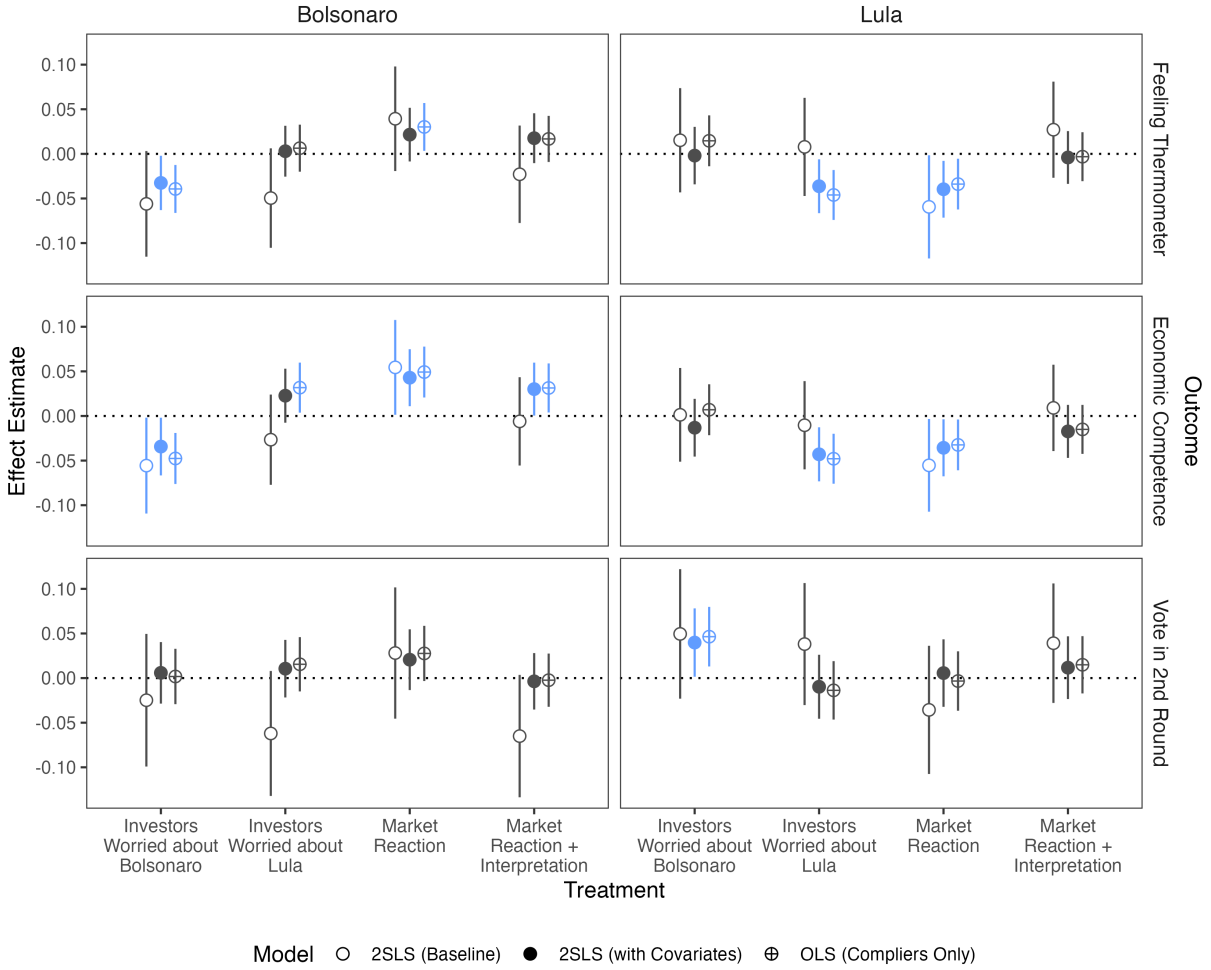 Bolsonaro
Lula
0.10
0.05
0.00
-0.05
-0.10
Feeling Thermometer
0.10
0.05
0.00
-0.05
-0.10
Economic Competence
0.10
0.05
0.00
-0.05
-0.10
Vote in 2nd Round
Effect Estimate
Outcome
Investors
Worried about
Bolsonaro
Investors
Worried about
Lula
Market
Reaction
Market
Reaction +
Interpretation
Investors
Worried about
Bolsonaro
Investors
Worried about
Lula
Market
Reaction
Market
Reaction +
Interpretation
Treatment
Model 2SLS (Baseline) 2SLS (with Covariates) OLS (Compliers Only)